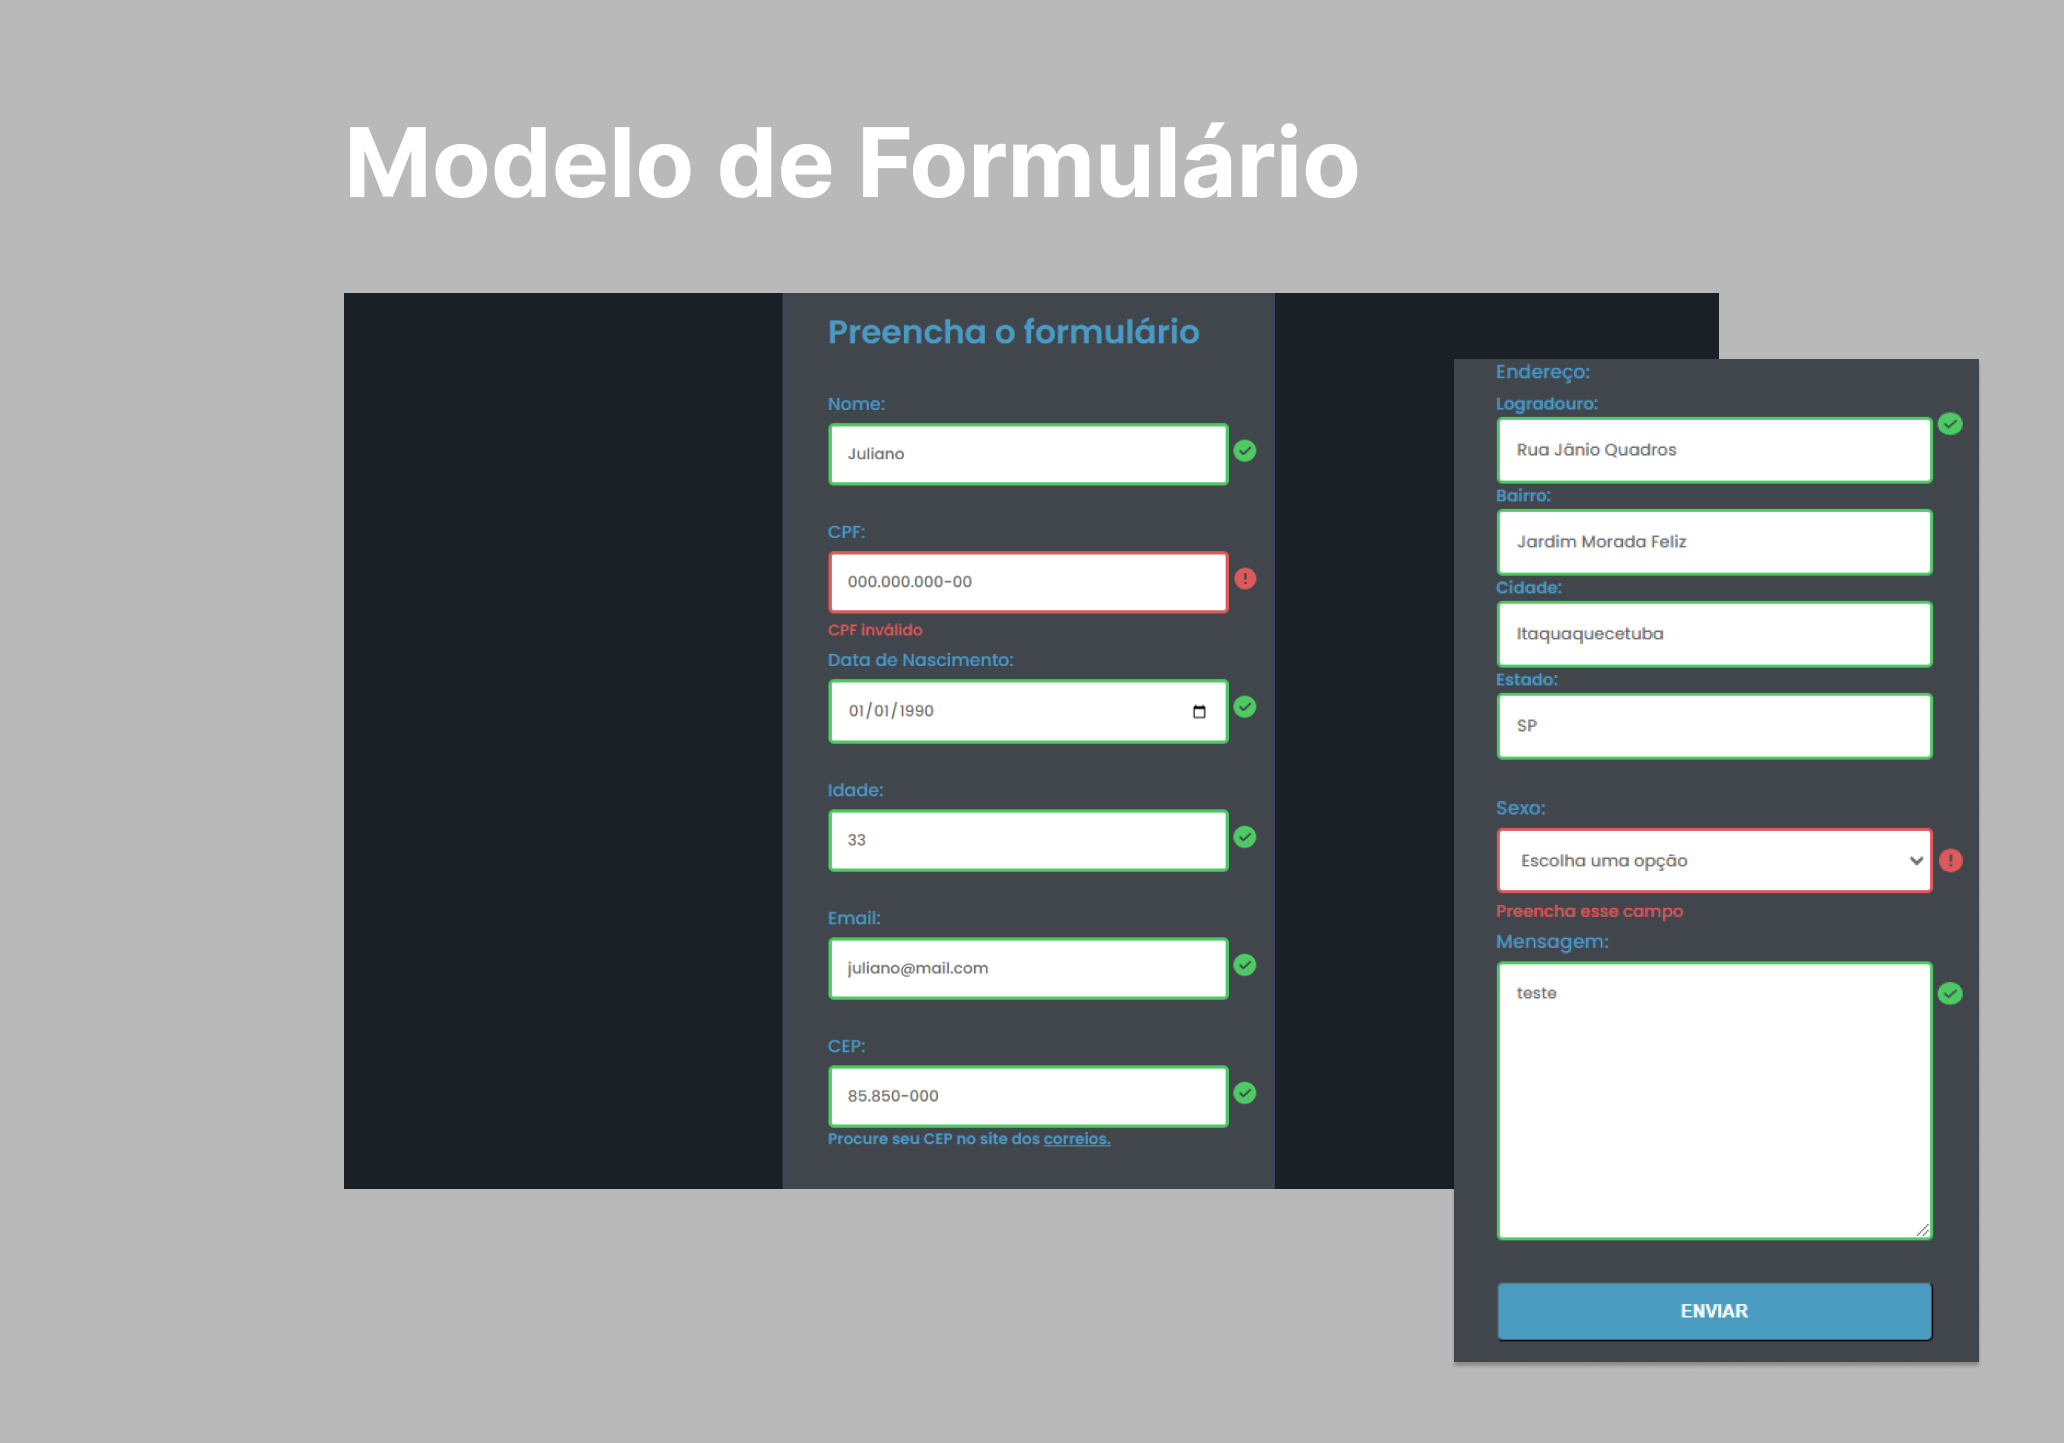 Modelo de Formulário
Preencha o formulário
Nome:
Juliano
CPF:
000.000.000-00
CPF inválido
Data de Nascimento:
01/01/1990
Idade:
33
Email:
juliano@mail.com
CEP:
85.850-000
Procure seu CEP no site dos correios.
Endereço:
Logradouro:
Rua Jânio Quadros
Bairro:
Jardim Morada Feliz
Cidade:
Itaquaquecetuba
Estado:
SP
Sexo:
Escolha uma opção
Preencha esse campo
Mensagem:
teste
ENVIAR